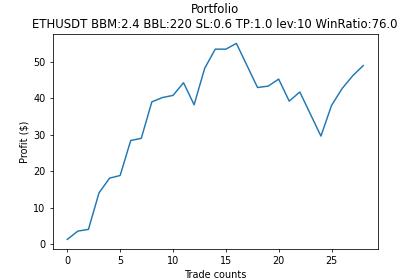 Portfolio
ETHUSDT BBM:2.4 BBL:220 SL:0.6 TP:1.0 lev:10 WinRatio:76.0
50
40
30
20
10
0
Profit ($)
0 5 10 15 20 25
Trade counts